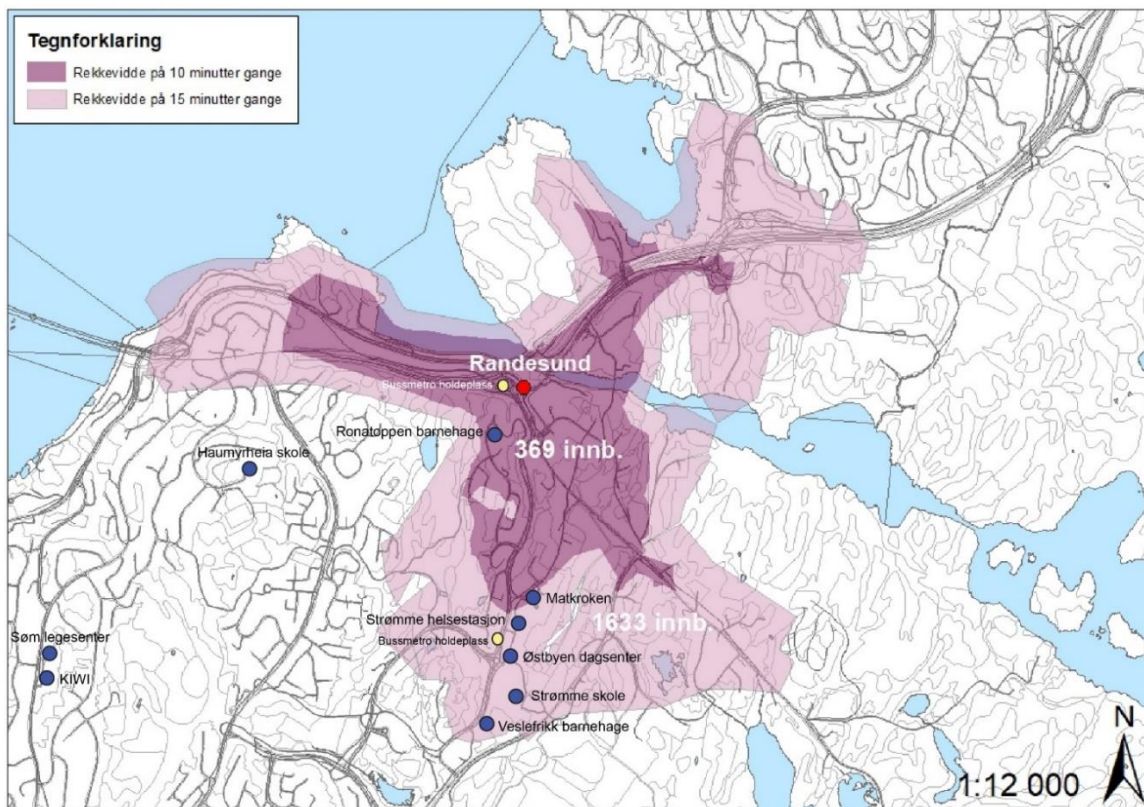 Tegnforklaring
Rekkevidde på 10 minutter gange
Rekkevidde på 15 minutter gange
Randesund
Bussmetro holdeplass
Ronatoppen barnehage
369 innb.
Haumyrheia skole
Matkroken
Strømme helsestasjon
1633 innb.
Bussmetro holdeplass
Søm legesenter
Østbyen dagsenter
KIWI
Strømme skole
Veslefrikk barnehage
N
1:12 000